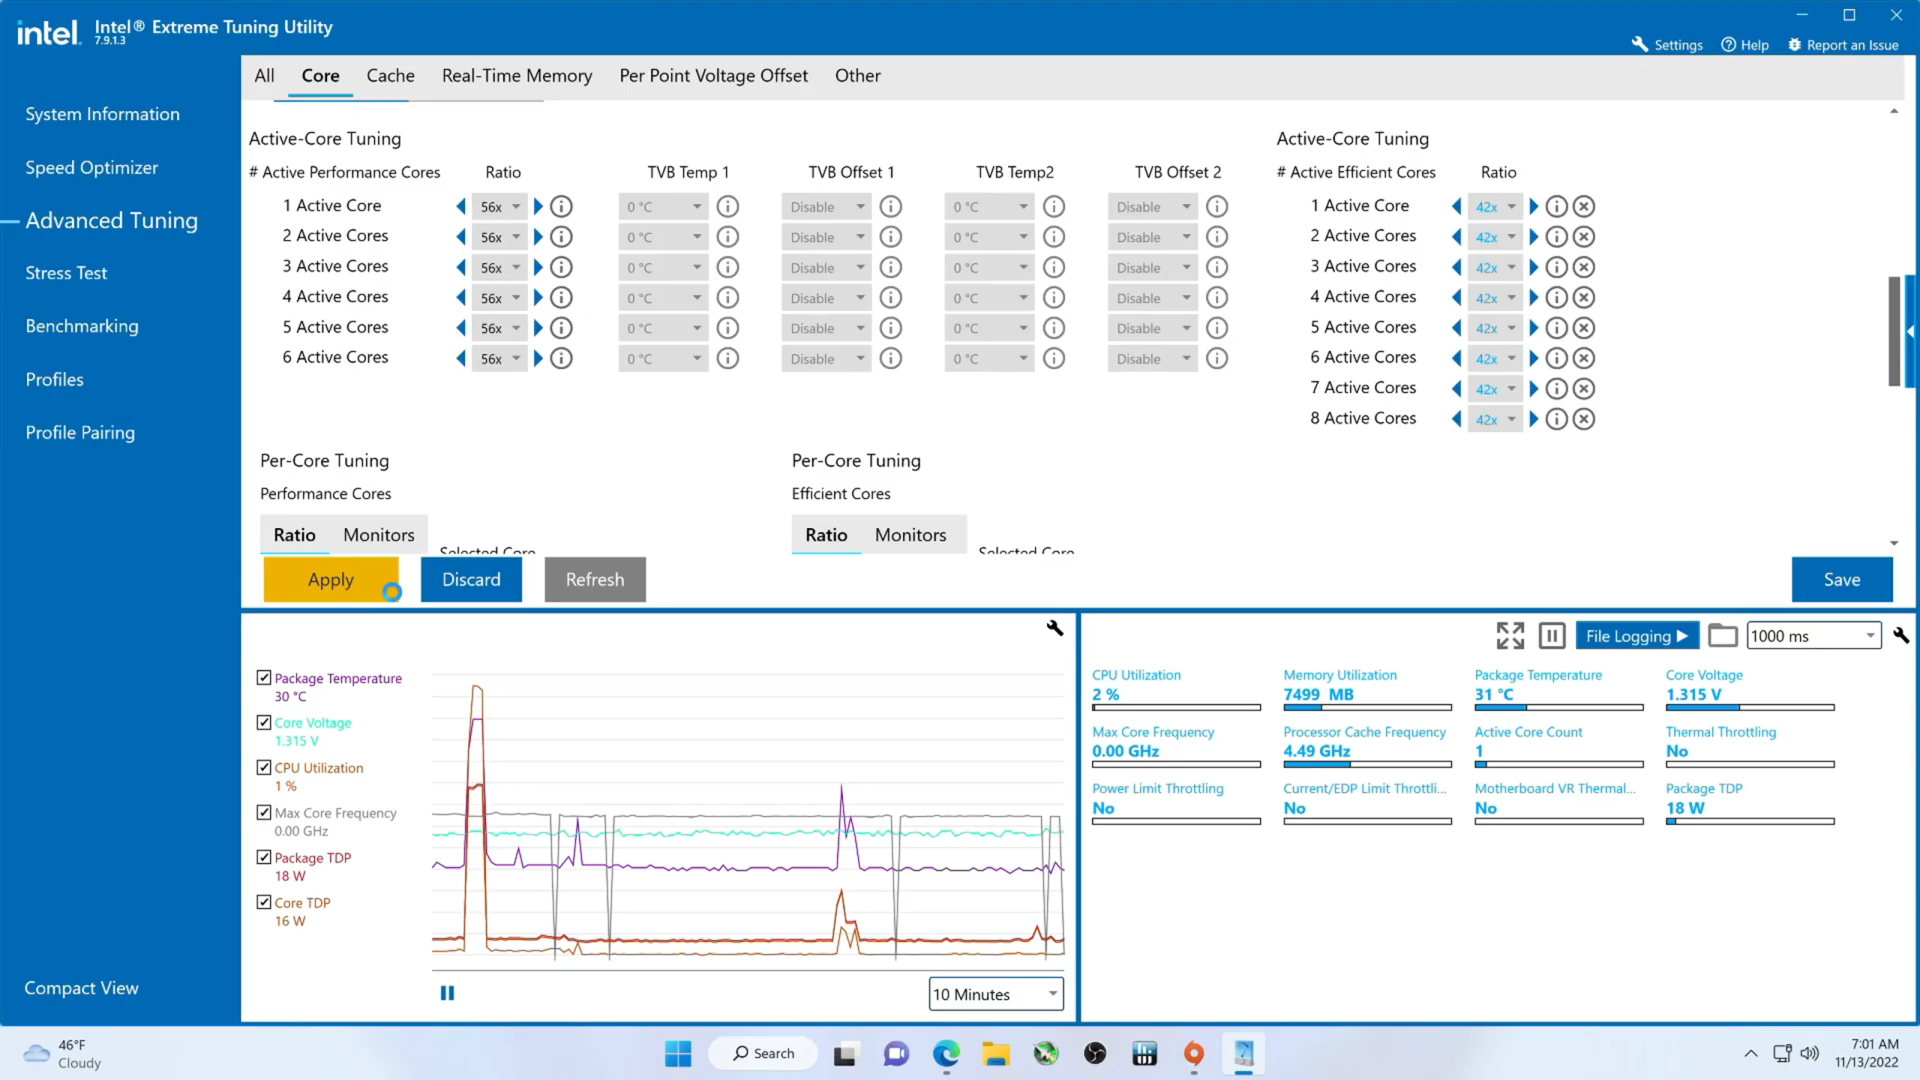 intel.
Intel® Extreme Tuning Utility
7.9.1.3
Settings
Help
Report an Issue
System Information
Speed Optimizer
Advanced Tuning
Stress Test
Benchmarking
Profiles
Profile Pairing
Compact View
All Core Cache Real-Time Memory Per Point Voltage Offset Other
Active-Core Tuning
# Active Performance Cores Ratio TVB Temp 1 TVB Offset 1 TVB Temp2 TVB Offset 2
1 Active Core 56x 0 °C Disable 0 °C Disable
2 Active Cores 56x 0 °C Disable 0 °C Disable
3 Active Cores 56x 0 °C Disable 0 °C Disable
4 Active Cores 56x 0 °C Disable 0 °C Disable
5 Active Cores 56x 0 °C Disable 0 °C Disable
6 Active Cores 56x 0 °C Disable 0 °C Disable
Active-Core Tuning
# Active Efficient Cores Ratio
1 Active Core 42x
2 Active Cores 42x
3 Active Cores 42x
4 Active Cores 42x
5 Active Cores 42x
6 Active Cores 42x
7 Active Cores 42x
8 Active Cores 42x
Per-Core Tuning
Performance Cores
Ratio Monitors
Selected Core
Per-Core Tuning
Efficient Cores
Ratio Monitors
Selected Core
Apply Discard Refresh
Save
Package Temperature
30 °C
Core Voltage
1.315 V
CPU Utilization
1 %
Max Core Frequency
0.00 GHz
Package TDP
18 W
Core TDP
16 W
10 Minutes
File Logging
1000 ms
CPU Utilization
2 %
Memory Utilization
7499 MB
Package Temperature
31 °C
Core Voltage
1.315 V
Max Core Frequency
0.00 GHz
Processor Cache Frequency
4.49 GHz
Active Core Count
1
Thermal Throttling
No
Power Limit Throttling
No
Current/EDP Limit Throttli...
No
Motherboard VR Thermal...
No
Package TDP
18 W
46°F
Cloudy
Search
7:01 AM
11/13/2022